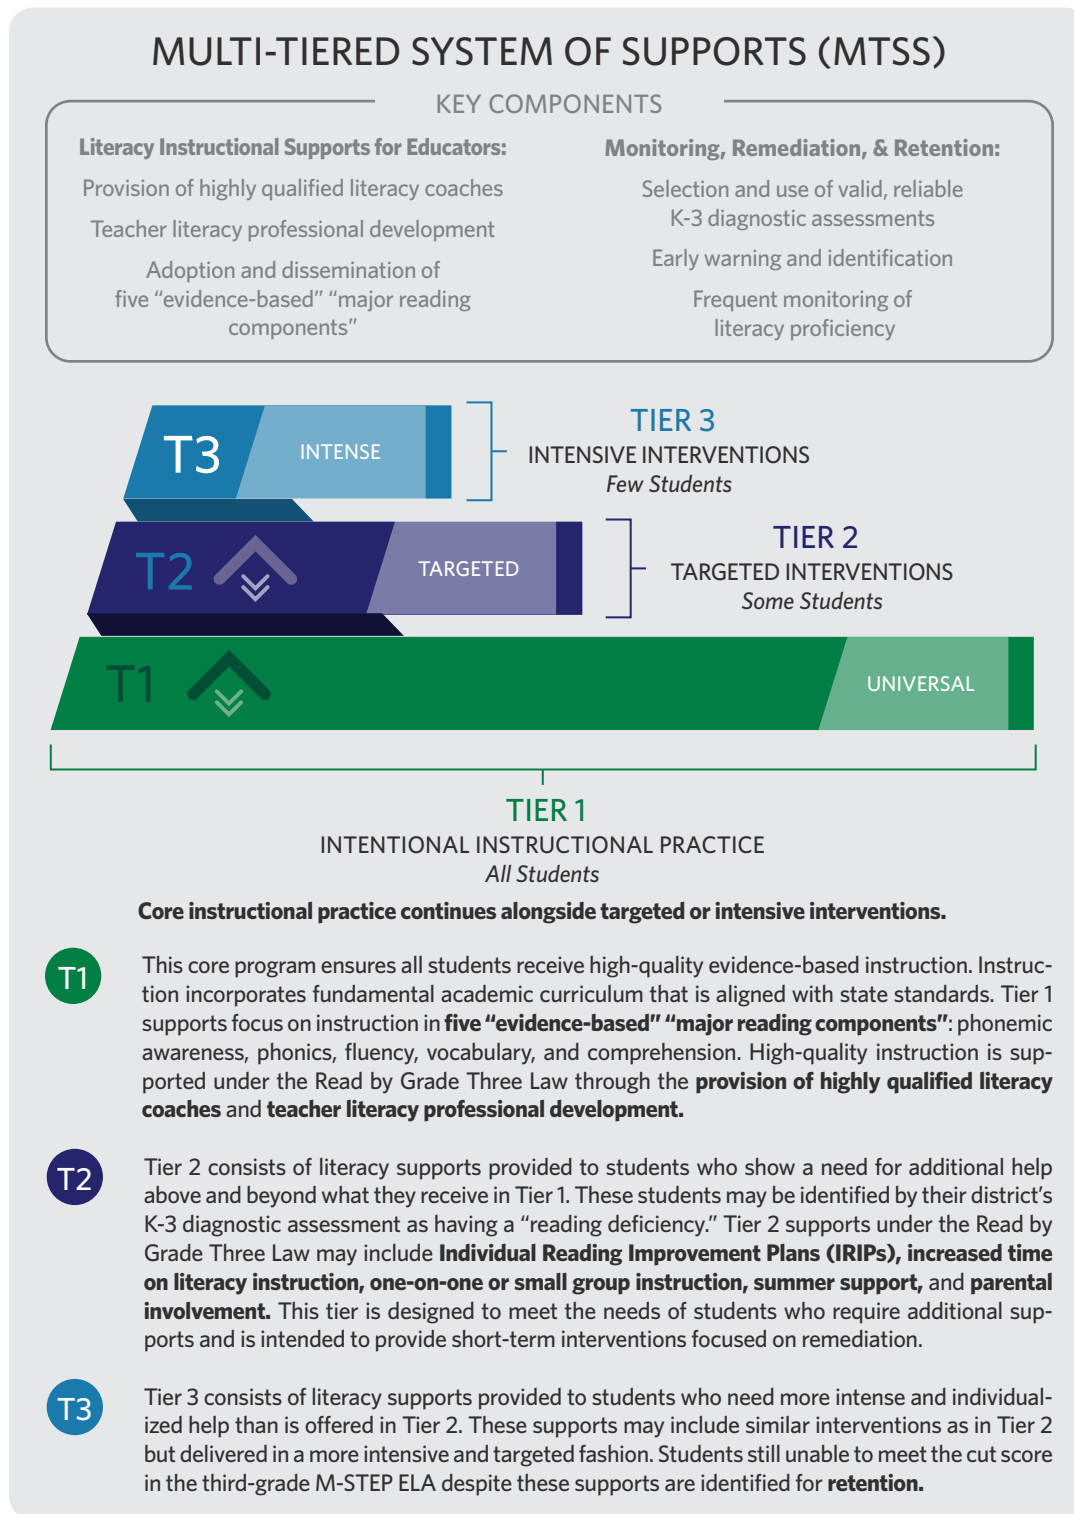 MULTI-TIERED SYSTEM OF SUPPORTS (MTSS)
KEY COMPONENTS
Literacy Instructional Supports for Educators:
Provision of highly qualified literacy coaches
Teacher literacy professional development
Adoption and dissemination of
five “evidence-based” “major reading
components”
Monitoring, Remediation, & Retention:
Selection and use of valid, reliable
K-3 diagnostic assessments
Early warning and identification
Frequent monitoring of
literacy proficiency
T3
INTENSE
TIER 3
INTENSIVE INTERVENTIONS
Few Students
T2
TARGETED
TIER 2
TARGETED INTERVENTIONS
Some Students
T1
UNIVERSAL
TIER 1
INTENTIONAL INSTRUCTIONAL PRACTICE
All Students
Core instructional practice continues alongside targeted or intensive interventions.
T1
This core program ensures all students receive high-quality evidence-based instruction. Instruc-
tion incorporates fundamental academic curriculum that is aligned with state standards. Tier 1
supports focus on instruction in five “evidence-based” “major reading components”: phonemic
awareness, phonics, fluency, vocabulary, and comprehension. High-quality instruction is sup-
ported under the Read by Grade Three Law through the provision of highly qualified literacy
coaches and teacher literacy professional development.
T2
Tier 2 consists of literacy supports provided to students who show a need for additional help
above and beyond what they receive in Tier 1. These students may be identified by their district’s
K-3 diagnostic assessment as having a “reading deficiency.” Tier 2 supports under the Read by
Grade Three Law may include Individual Reading Improvement Plans (IRIPs), increased time
on literacy instruction, one-on-one or small group instruction, summer support, and parental
involvement. This tier is designed to meet the needs of students who require additional sup-
ports and is intended to provide short-term interventions focused on remediation.
T3
Tier 3 consists of literacy supports provided to students who need more intense and individual-
ized help than is offered in Tier 2. These supports may include similar interventions as in Tier 2
but delivered in a more intensive and targeted fashion. Students still unable to meet the cut score
in the third-grade M-STEP ELA despite these supports are identified for retention.